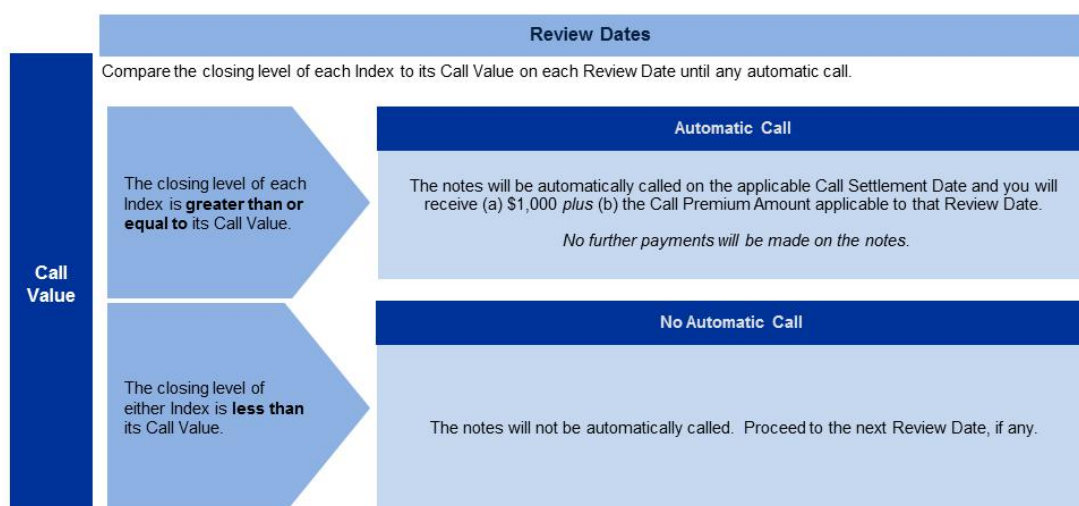 Review Dates
Compare the closing level of each Index to its Call Value on each Review Date until any automatic call.
Call
Value
The closing level of each
Index is greater than or
equal to its Call Value.
Automatic Call
The notes will be automatically called on the applicable Call Settlement Date and you will
receive (a) $1,000 plus (b) the Call Premium Amount applicable to that Review Date.
No further payments will be made on the notes.
The closing level of
either Index is less than
its Call Value.
No Automatic Call
The notes will not be automatically called. Proceed to the next Review Date, if any.